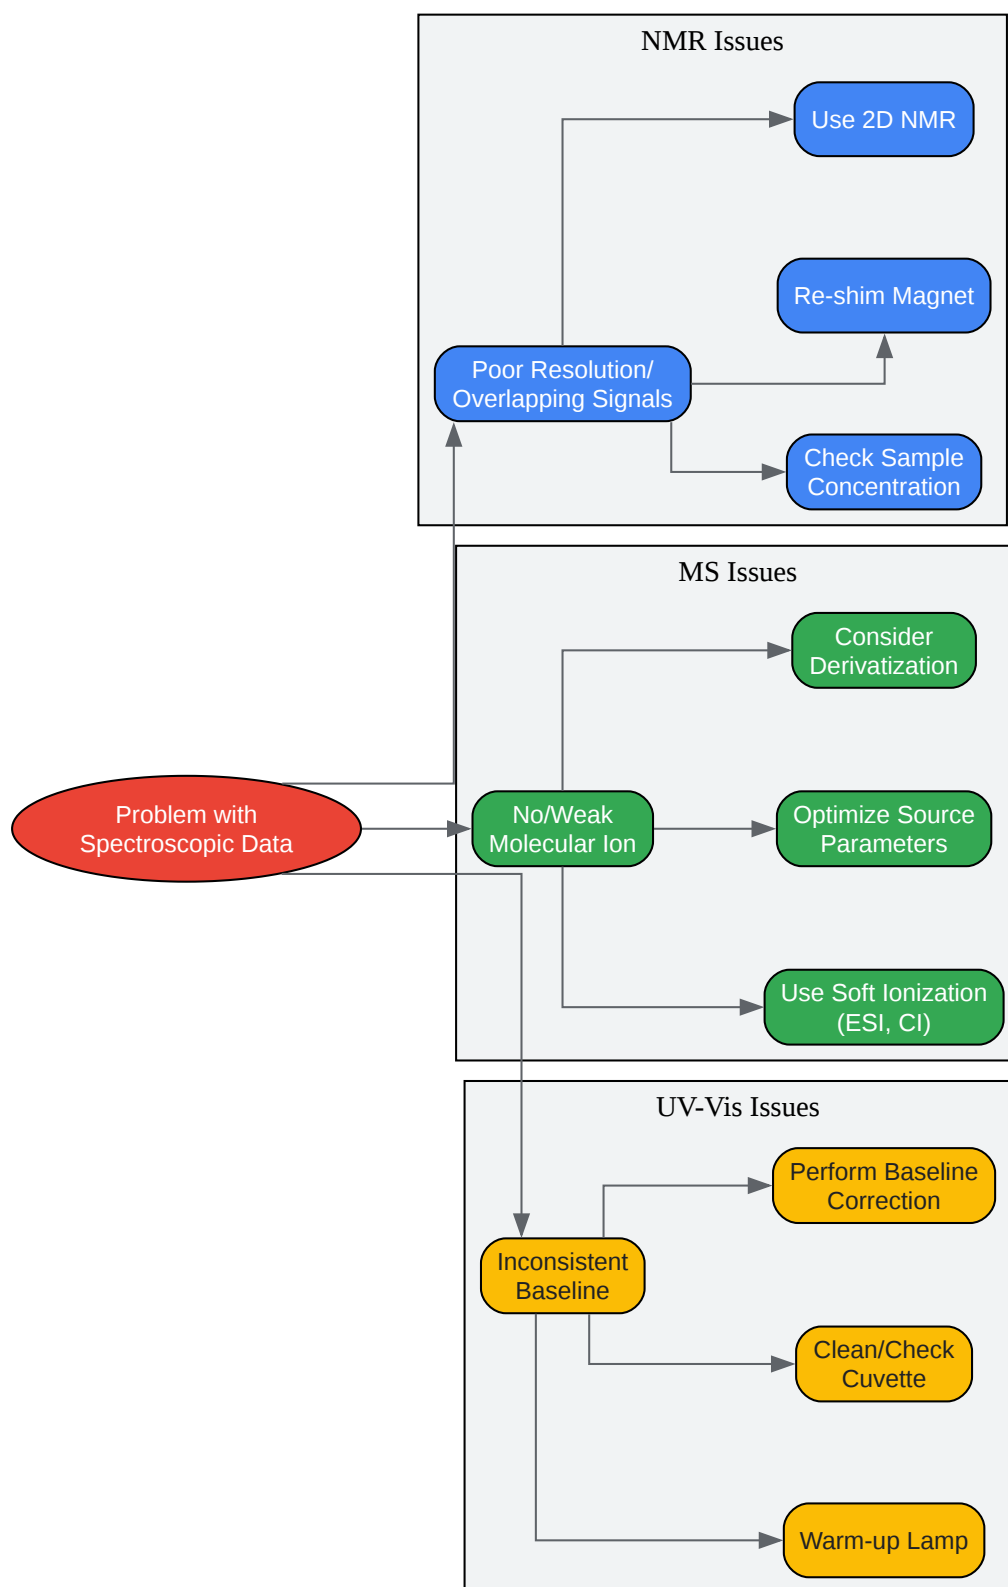 NMR Issues
Use 2D NMR
Re-shim Magnet
Poor Resolution/
Overlapping Signals
Check Sample
Concentration
MS Issues
Consider
Derivatization
Problem with
Spectroscopic Data
No/Weak
Molecular Ion
Optimize Source
Parameters
Use Soft Ionization
(ESI, CI)
UV-Vis Issues
Perform Baseline
Correction
Inconsistent
Baseline
Clean/Check
Cuvette
Warm-up Lamp